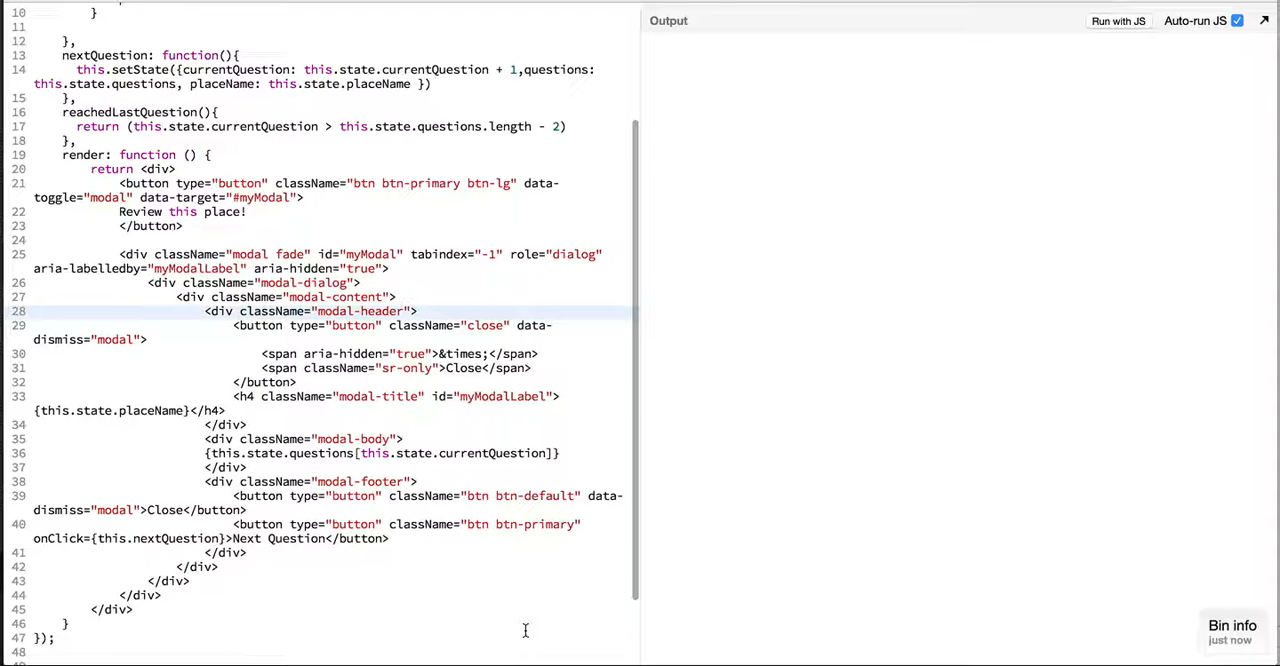 10         }
11
12     },
13     nextQuestion: function(){
14       this.setState({currentQuestion: this.state.currentQuestion + 1,questions:
this.state.questions, placeName: this.state.placeName })
15     },
16     reachedLastQuestion(){
17       return (this.state.currentQuestion > this.state.questions.length - 2)
18     },
19     render: function () {
20         return <div>
21             <button type="button" className="btn btn-primary btn-lg" data-
toggle="modal" data-target="#myModal">
22             Review this place!
23             </button>
24
25             <div className="modal fade" id="myModal" tabindex="-1" role="dialog"
aria-labelledby="myModalLabel" aria-hidden="true">
26                 <div className="modal-dialog">
27                     <div className="modal-content">
28                         <div className="modal-header">
29                             <button type="button" className="close" data-
dismiss="modal">
30                                 <span aria-hidden="true">&times;</span>
31                                 <span className="sr-only">Close</span>
32                             </button>
33                             <h4 className="modal-title" id="myModalLabel">
{this.state.placeName}</h4>
34                         </div>
35                         <div className="modal-body">
36                         {this.state.questions[this.state.currentQuestion]}
37                         </div>
38                         <div className="modal-footer">
39                             <button type="button" className="btn btn-default" data-
dismiss="modal">Close</button>
40                             <button type="button" className="btn btn-primary"
onClick={this.nextQuestion}>Next Question</button>
41                         </div>
42                     </div>
43                 </div>
44             </div>
45         </div>
46     }
47 });
48
Output
Run with JS
Auto-run JS
Bin info
just now